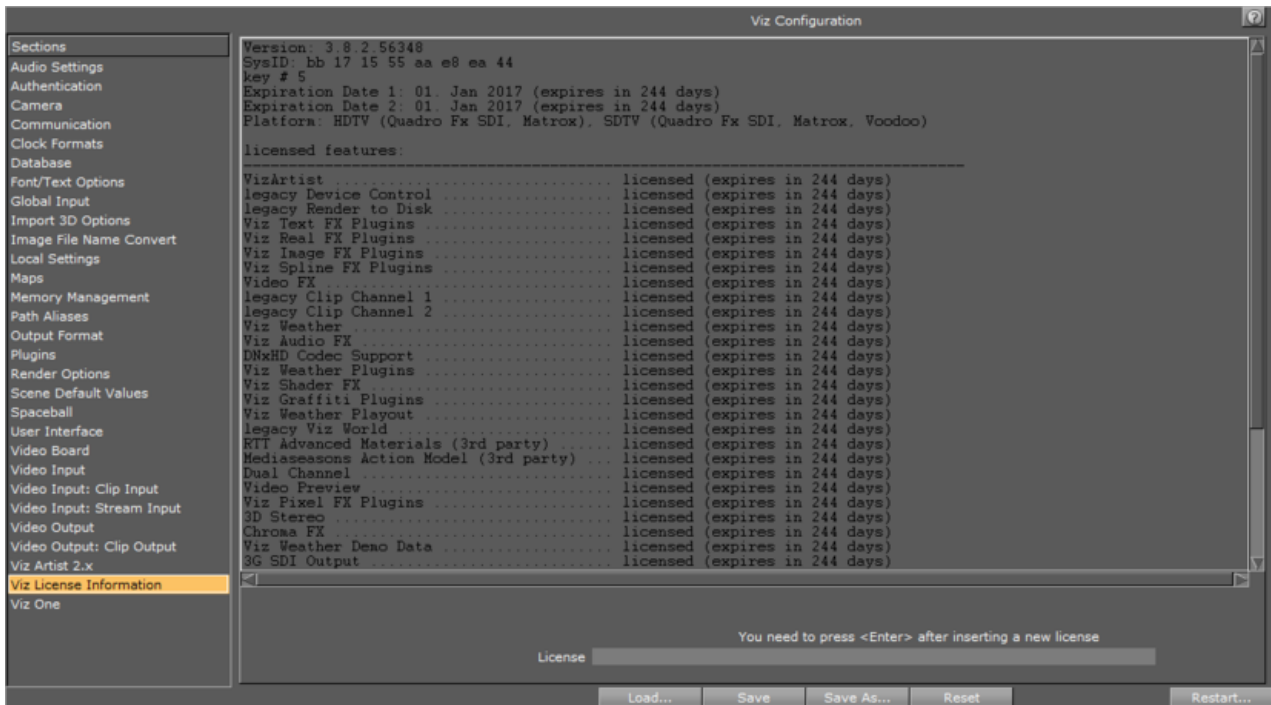 Viz Configuration
?
Sections
Audio Settings
Authentication
Camera
Communication
Clock Formats
Database
Font/Text Options
Global Input
Import 3D Options
Image File Name Convert
Local Settings
Maps
Memory Management
Path Aliases
Output Format
Plugins
Render Options
Scene Default Values
Spaceball
User Interface
Video Board
Video Input
Video Input: Clip Input
Video Input: Stream Input
Video Output
Video Output: Clip Output
Viz Artist 2.x
Viz License Information
Viz One
Version: 3.8.2.56348
SysID: bb 17 15 55 aa e8 ea 44
key # 5
Expiration Date 1: 01. Jan 2017 (expires in 244 days)
Expiration Date 2: 01. Jan 2017 (expires in 244 days)
Platform: HDTV (Quadro Fx SDI, Matrox), SDTV (Quadro Fx SDI, Matrox, Voodoo)
licensed features:
VizArtist ................................ licensed (expires in 244 days)
legacy Device Control .................... licensed (expires in 244 days)
legacy Render to Disk .................... licensed (expires in 244 days)
Viz Text FX Plugins ...................... licensed (expires in 244 days)
Viz Real FX Plugins ...................... licensed (expires in 244 days)
Viz Image FX Plugins ..................... licensed (expires in 244 days)
Viz Spline FX Plugins .................... licensed (expires in 244 days)
Video FX ................................. licensed (expires in 244 days)
legacy Clip Channel 1 .................... licensed (expires in 244 days)
legacy Clip Channel 2 .................... licensed (expires in 244 days)
Viz Weather .............................. licensed (expires in 244 days)
Viz Audio FX ............................. licensed (expires in 244 days)
DNxHD Codec Support ...................... licensed (expires in 244 days)
Viz Weather Plugins ...................... licensed (expires in 244 days)
Viz Shader FX ............................ licensed (expires in 244 days)
Viz Graffiti Plugins ..................... licensed (expires in 244 days)
Viz Weather Playout ...................... licensed (expires in 244 days)
legacy Viz World ......................... licensed (expires in 244 days)
RTT Advanced Materials (3rd party) ....... licensed (expires in 244 days)
Mediaseasons Action Model (3rd party) ... licensed (expires in 244 days)
Dual Channel ............................. licensed (expires in 244 days)
Video Preview ............................ licensed (expires in 244 days)
Viz Pixel FX Plugins ..................... licensed (expires in 244 days)
3D Stereo ................................ licensed (expires in 244 days)
Chroma FX ................................ licensed (expires in 244 days)
Viz Weather Demo Data .................... licensed (expires in 244 days)
3G SDI Output ............................ licensed (expires in 244 days)
You need to press <Enter> after inserting a new license
License
Load...
Save
Save As...
Reset
Restart...